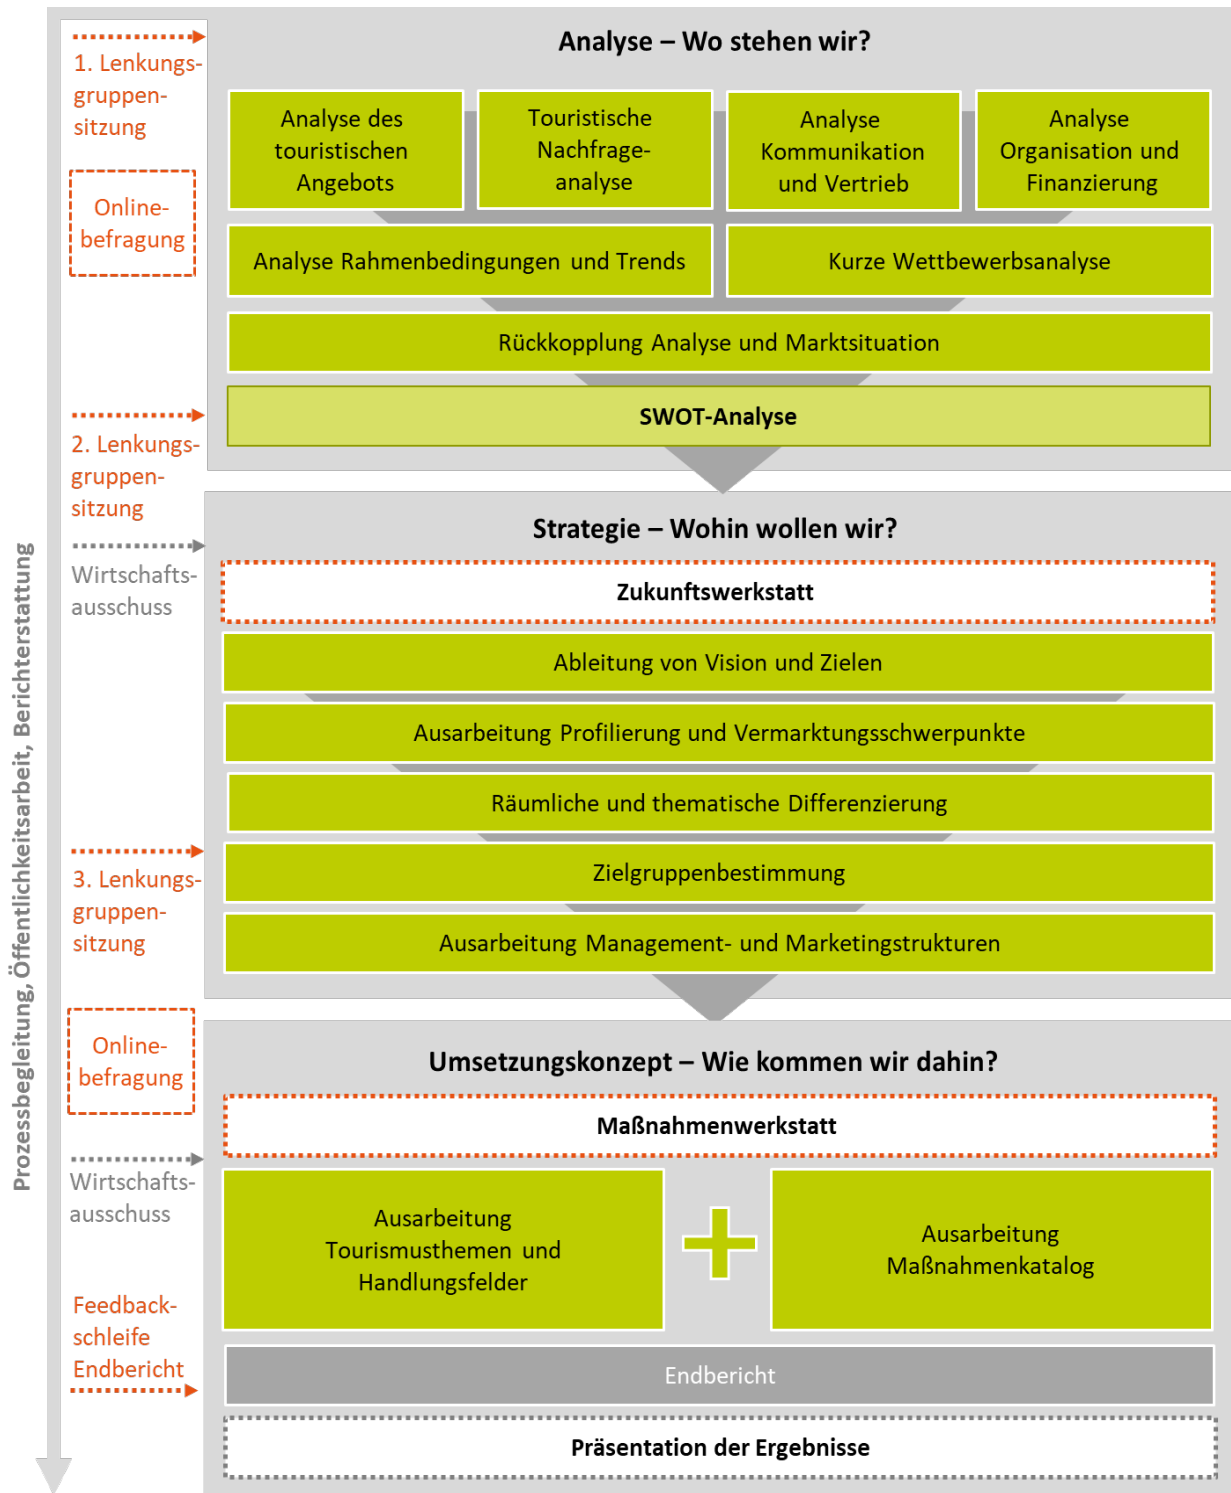 Prozessbegleitung, Öffentlichkeitsarbeit, Berichterstattung
1. Lenkungs-
gruppen-
sitzung
Online-
befragung
2. Lenkungs-
gruppen-
sitzung
Wirtschafts-
ausschuss
3. Lenkungs-
gruppen-
sitzung
Online-
befragung
Wirtschafts-
ausschuss
Feedback-
schleife
Endbericht
Analyse – Wo stehen wir?
Analyse des
touristischen
Angebots
Touristische
Nachfrage-
analyse
Analyse
Kommunikation
und Vertrieb
Analyse
Organisation und
Finanzierung
Analyse Rahmenbedingungen und Trends
Kurze Wettbewerbsanalyse
Rückkopplung Analyse und Marktsituation
SWOT-Analyse
Strategie – Wohin wollen wir?
Zukunftswerkstatt
Ableitung von Vision und Zielen
Ausarbeitung Profilierung und Vermarktungsschwerpunkte
Räumliche und thematische Differenzierung
Zielgruppenbestimmung
Ausarbeitung Management- und Marketingstrukturen
Umsetzungskonzept – Wie kommen wir dahin?
Maßnahmenwerkstatt
Ausarbeitung
Tourismusthemen und
Handlungsfelder
Ausarbeitung
Maßnahmenkatalog
Endbericht
Präsentation der Ergebnisse